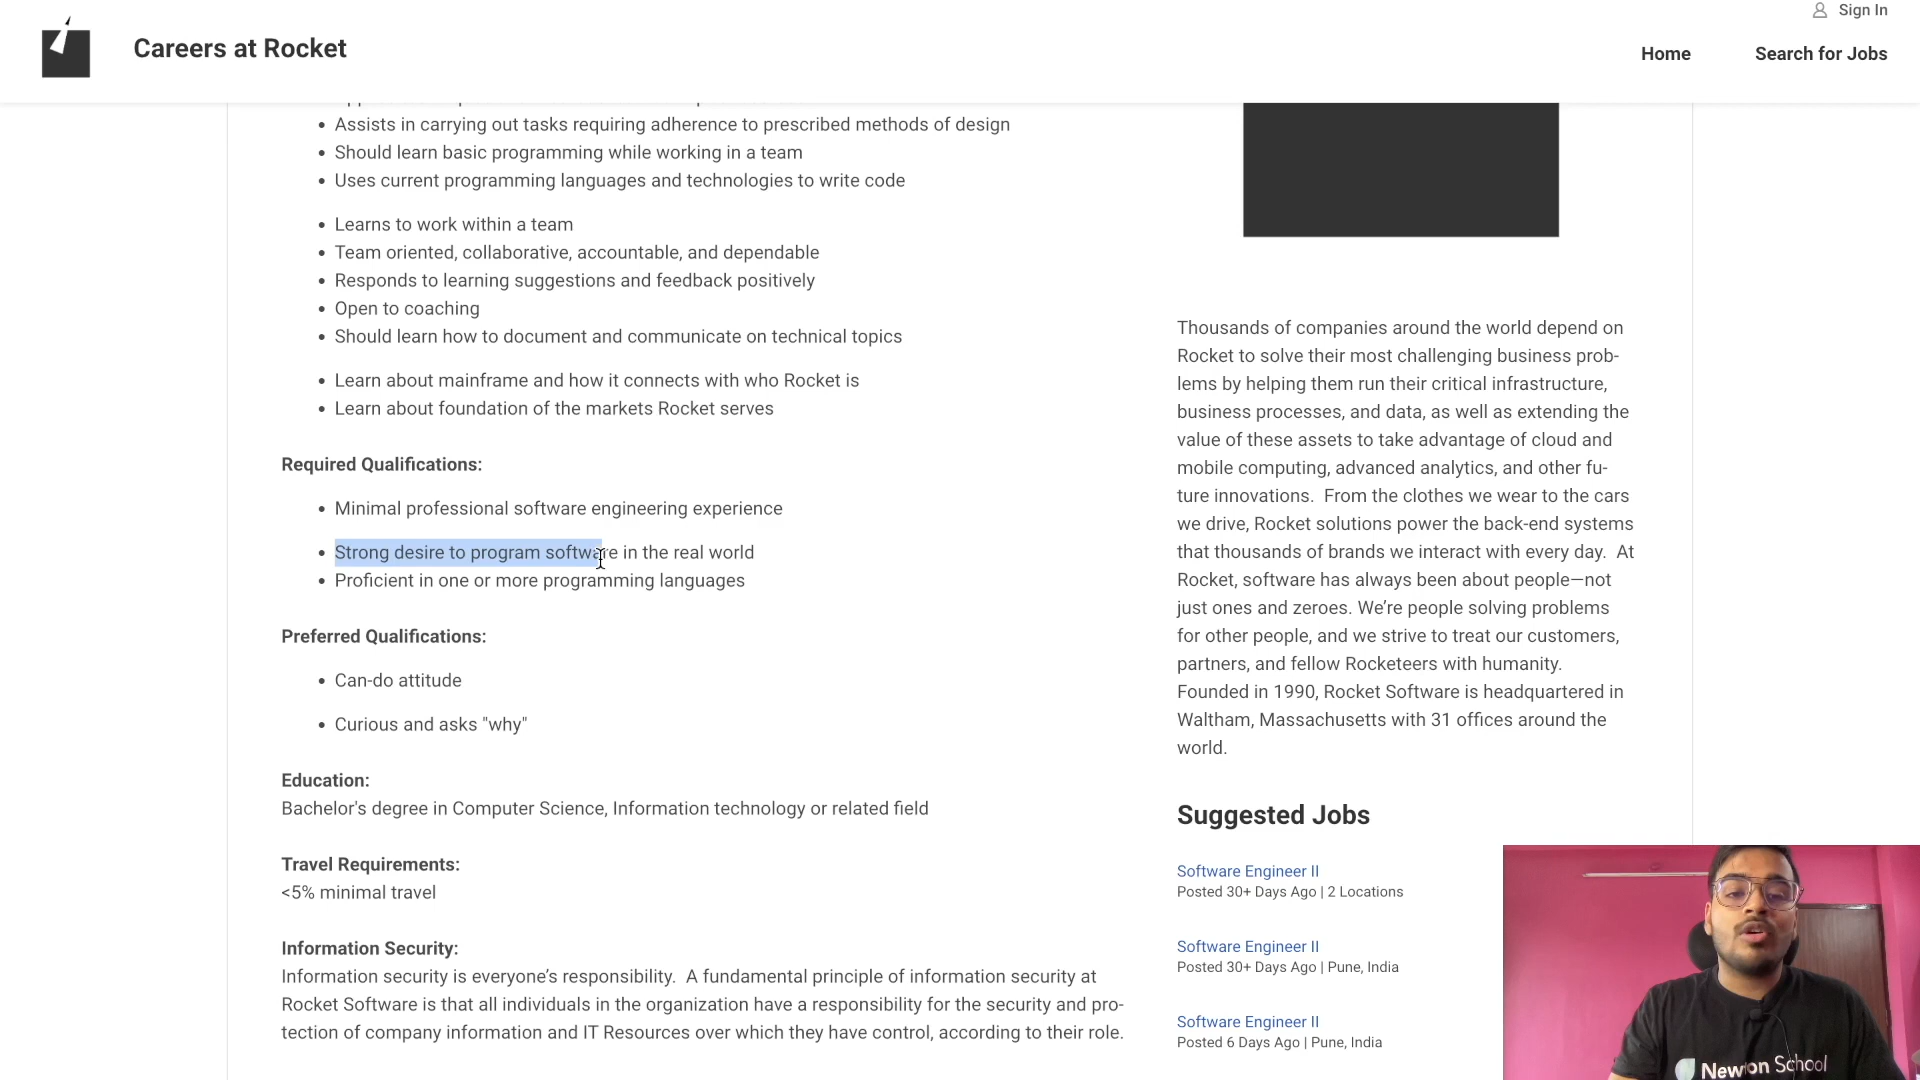 Sign In
Careers at Rocket
Home
Search for Jobs
Assists in carrying out tasks requiring adherence to prescribed methods of design
Should learn basic programming while working in a team
Uses current programming languages and technologies to write code
Learns to work within a team
Team oriented, collaborative, accountable, and dependable
Responds to learning suggestions and feedback positively
Open to coaching
Should learn how to document and communicate on technical topics
Learn about mainframe and how it connects with who Rocket is
Learn about foundation of the markets Rocket serves
Required Qualifications:
Minimal professional software engineering experience
Strong desire to program software in the real world
Proficient in one or more programming languages
Preferred Qualifications:
Can-do attitude
Curious and asks "why"
Education:
Bachelor's degree in Computer Science, Information technology or related field
Travel Requirements:
<5% minimal travel
Information Security:
Information security is everyone’s responsibility.  A fundamental principle of information security at
Rocket Software is that all individuals in the organization have a responsibility for the security and pro-
tection of company information and IT Resources over which they have control, according to their role.
Thousands of companies around the world depend on
Rocket to solve their most challenging business prob-
lems by helping them run their critical infrastructure,
business processes, and data, as well as extending the
value of these assets to take advantage of cloud and
mobile computing, advanced analytics, and other fu-
ture innovations.  From the clothes we wear to the cars
we drive, Rocket solutions power the back-end systems
that thousands of brands we interact with every day.  At
Rocket, software has always been about people—not
just ones and zeroes. We’re people solving problems
for other people, and we strive to treat our customers,
partners, and fellow Rocketeers with humanity.
Founded in 1990, Rocket Software is headquartered in
Waltham, Massachusetts with 31 offices around the
world.
Suggested Jobs
Software Engineer II
Posted 30+ Days Ago | 2 Locations
Software Engineer II
Posted 30+ Days Ago | Pune, India
Software Engineer II
Posted 6 Days Ago | Pune, India
Newton School